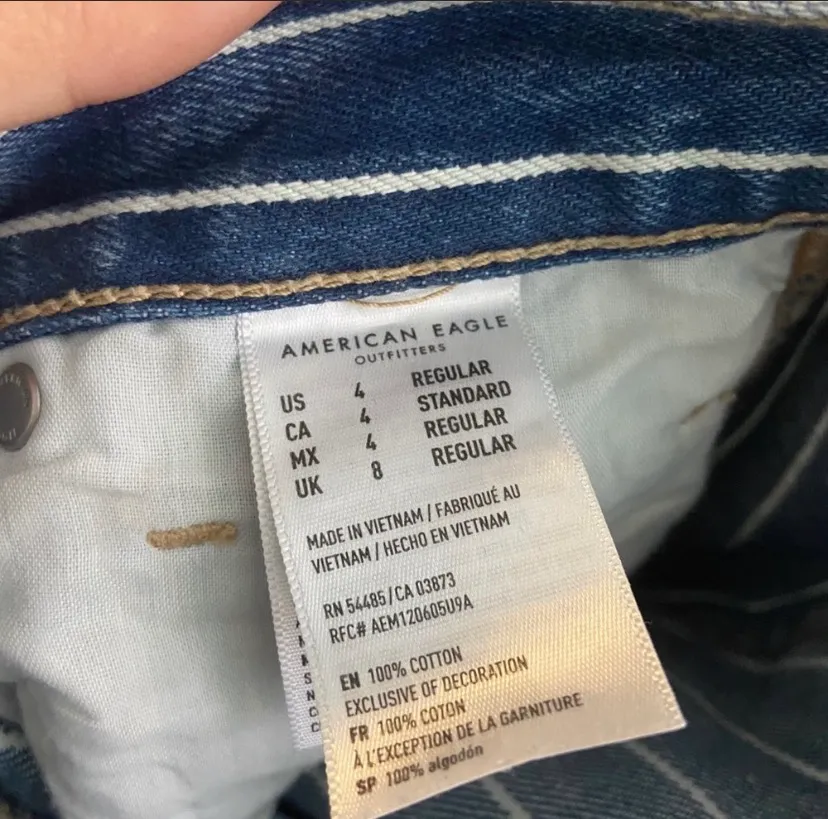 AMERICAN EAGLE
OUTFITTERS
US 4 REGULAR
CA 4 STANDARD
MX 4 REGULAR
UK 8 REGULAR
MADE IN VIETNAM / FABRIQUÉ AU
VIETNAM / HECHO EN VIETNAM
RN 54485/CA 03873
RFC# AEM120605U9A
EN 100% COTTON
EXCLUSIVE OF DECORATION
FR 100% COTON
À L'EXCEPTION DE LA GARNITURE
SP 100% algodón